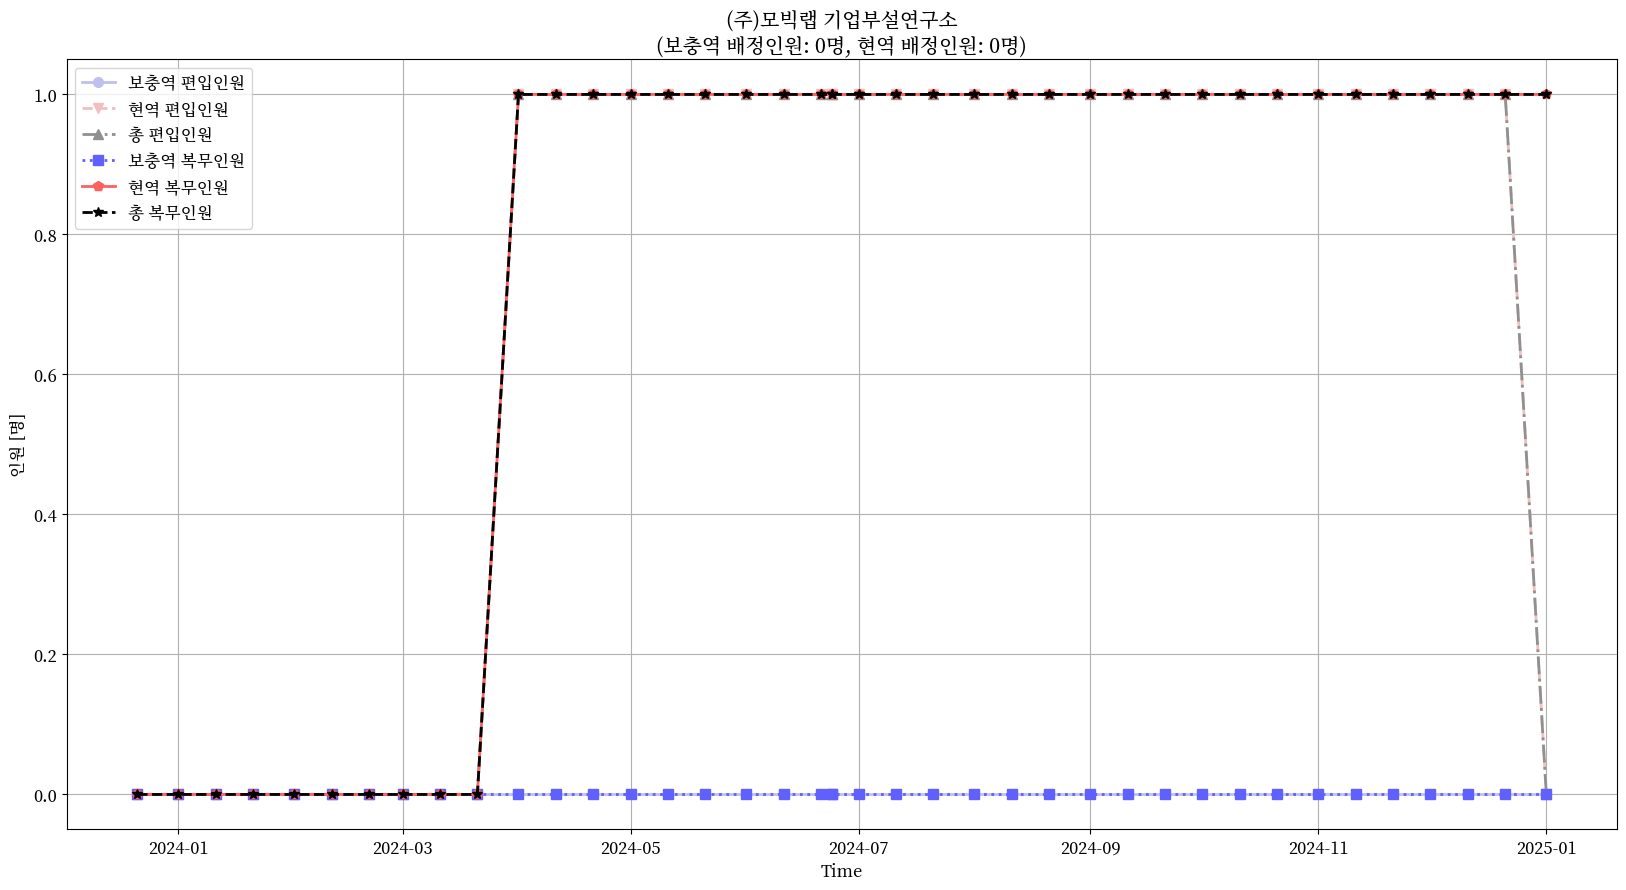 (주)모빅랩 기업부설연구소
(보충역 배정인원: 0명, 현역 배정인원: 0명)
보충역 편입인원
현역 편입인원
총 편입인원
보충역 복무인원
현역 복무인원
총 복무인원
1.0
0.8
0.6
0.4
0.2
0.0
인원 [명]
2024-01
2024-03
2024-05
2024-07
2024-09
2024-11
2025-01
Time